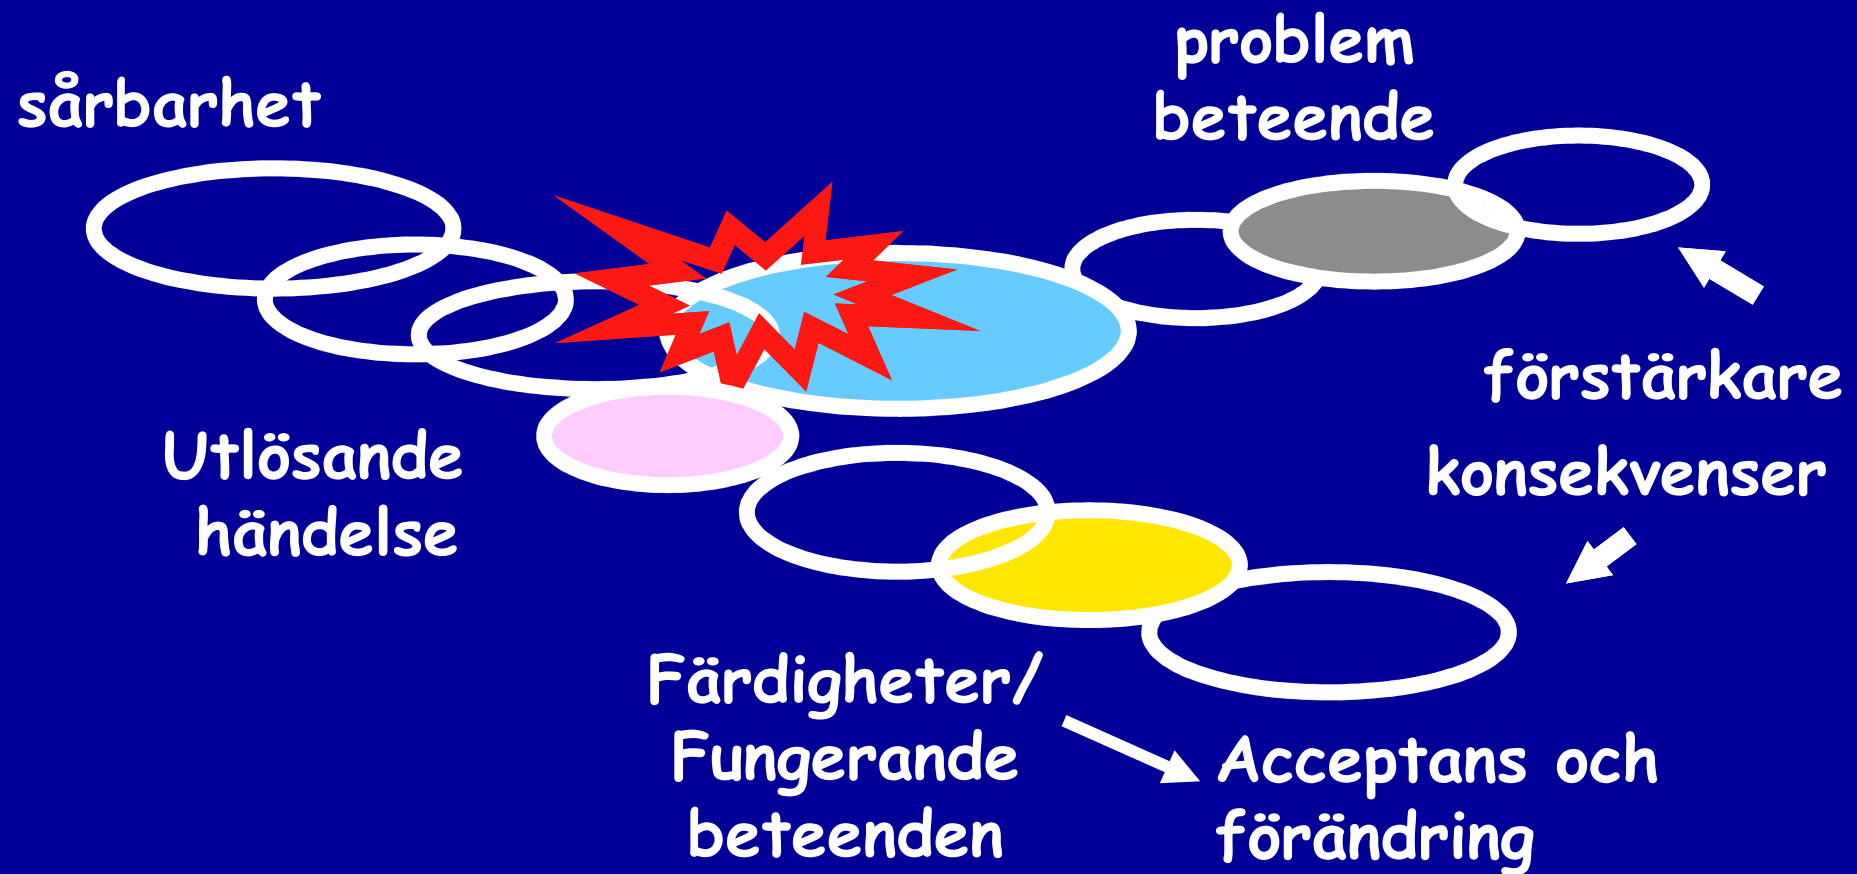 problem
beteende
sårbarhet
förstärkare
konsekvenser
Utlösande
händelse
Färdigheter/
Fungerande
beteenden
Acceptans och
förändring